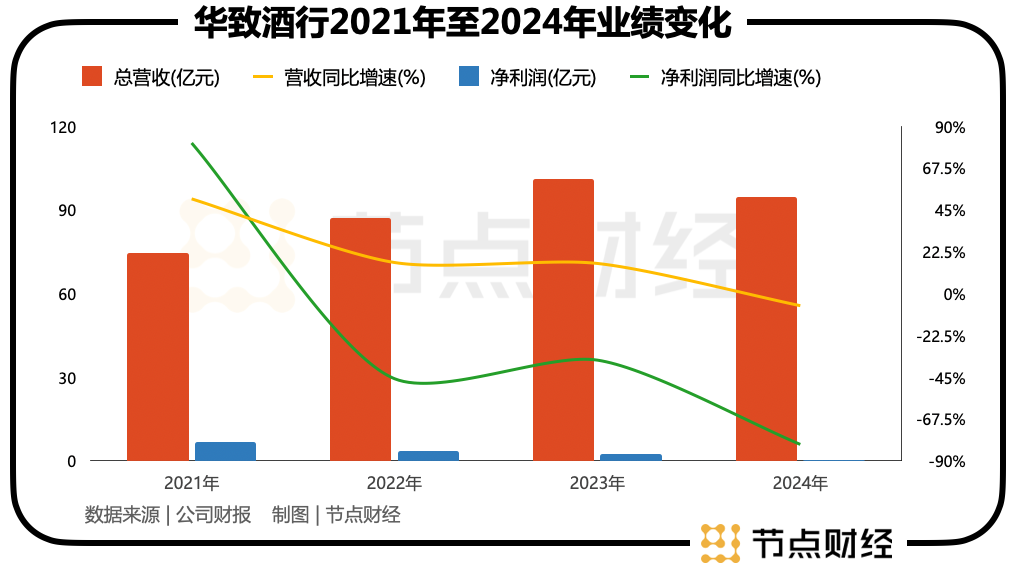 华致酒行2021年至2024年业绩变化
总营收(亿元) 营收同比增速(%) 净利润(亿元) 净利润同比增速(%)
120 90%
67.5%
90 45%
22.5%
60 0%
-22.5%
30 -45%
-67.5%
0 -90%
节点财经
2021年 2022年 2023年 2024年
数据来源 | 公司财报 制图 | 节点财经
节点财经